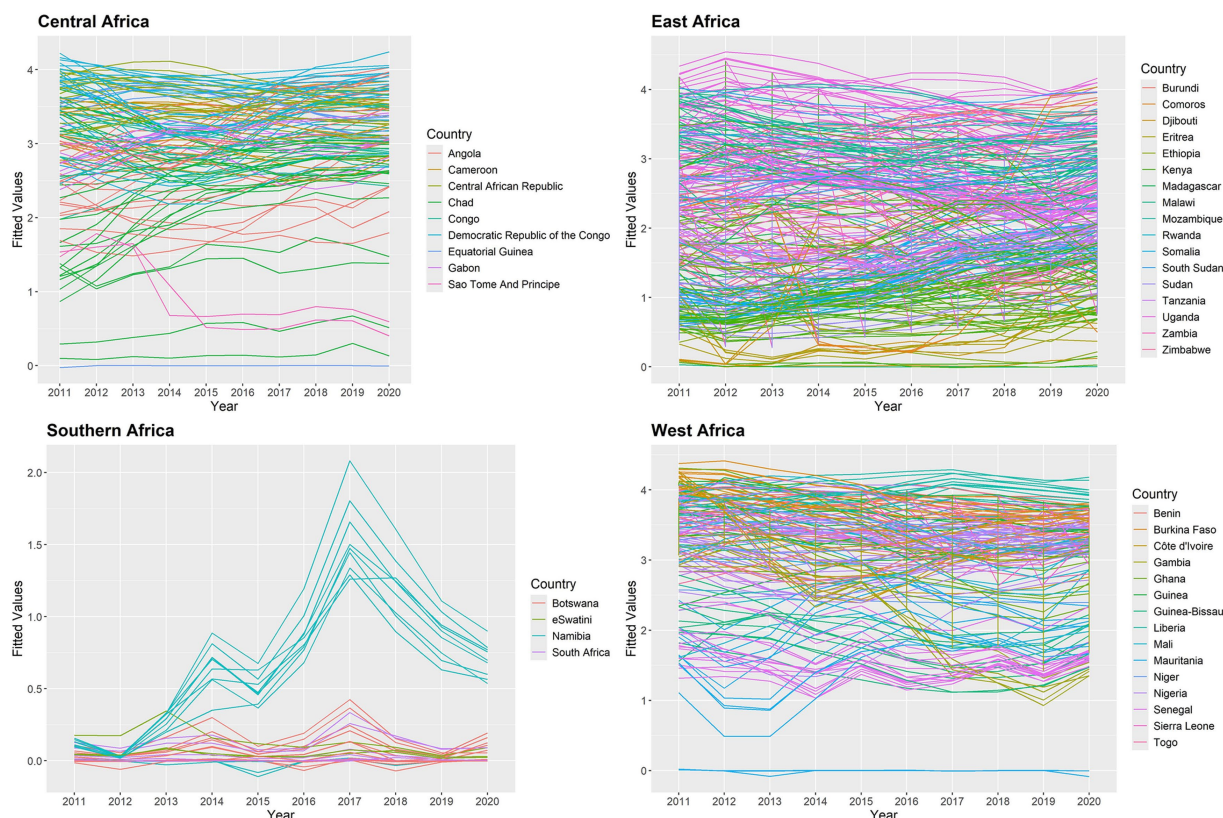 Central Africa
Fitted Values
4
3
2
1
0
2011 2012 2013 2014 2015 2016 2017 2018 2019 2020
Year
Country
Angola
Cameroon
Central African Republic
Chad
Congo
Democratic Republic of the Congo
Equatorial Guinea
Gabon
Sao Tome And Principe
East Africa
Fitted Values
4
3
2
1
0
2011 2012 2013 2014 2015 2016 2017 2018 2019 2020
Year
Country
Burundi
Comoros
Djibouti
Eritrea
Ethiopia
Kenya
Madagascar
Malawi
Mozambique
Rwanda
Somalia
South Sudan
Sudan
Tanzania
Uganda
Zambia
Zimbabwe
Southern Africa
Fitted Values
2.0
1.5
1.0
0.5
0.0
2011 2012 2013 2014 2015 2016 2017 2018 2019 2020
Year
Country
Botswana
eSwatini
Namibia
South Africa
West Africa
Fitted Values
4
3
2
1
0
2011 2012 2013 2014 2015 2016 2017 2018 2019 2020
Year
Country
Benin
Burkina Faso
Côte d'Ivoire
Gambia
Ghana
Guinea
Guinea-Bissau
Liberia
Mali
Mauritania
Niger
Nigeria
Senegal
Sierra Leone
Togo